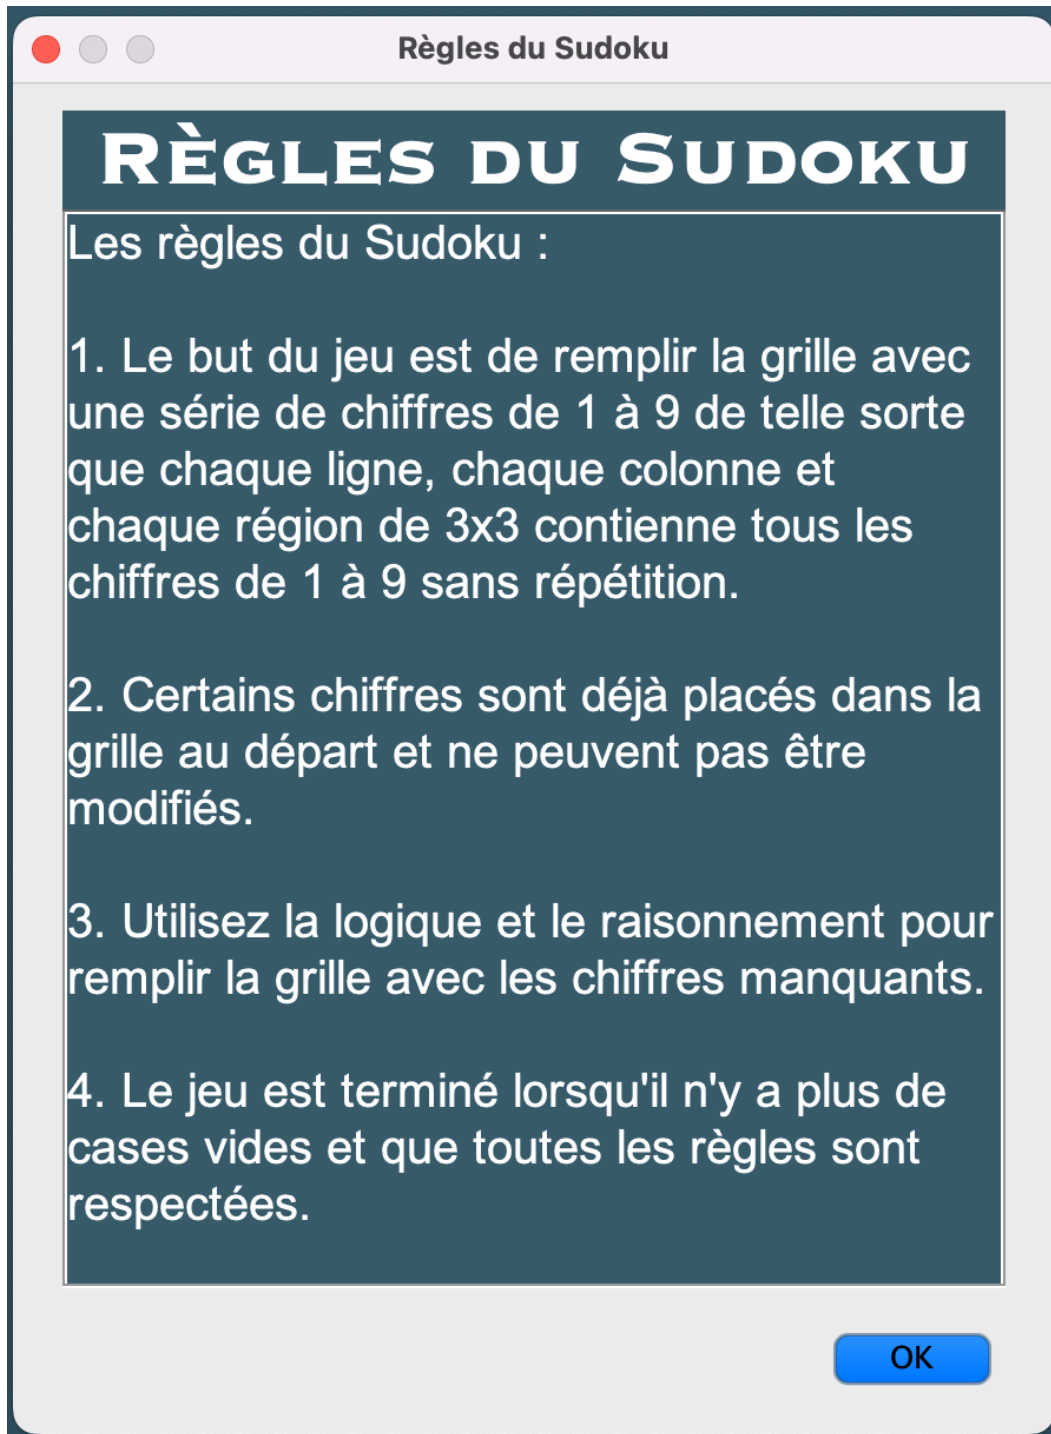 Règles du Sudoku
RÈGLES DU SUDOKU
Les règles du Sudoku :
1. Le but du jeu est de remplir la grille avec
une série de chiffres de 1 à 9 de telle sorte
que chaque ligne, chaque colonne et
chaque région de 3x3 contienne tous les
chiffres de 1 à 9 sans répétition.
2. Certains chiffres sont déjà placés dans la
grille au départ et ne peuvent pas être
modifiés.
3. Utilisez la logique et le raisonnement pour
remplir la grille avec les chiffres manquants.
4. Le jeu est terminé lorsqu'il n'y a plus de
cases vides et que toutes les règles sont
respectées.
OK